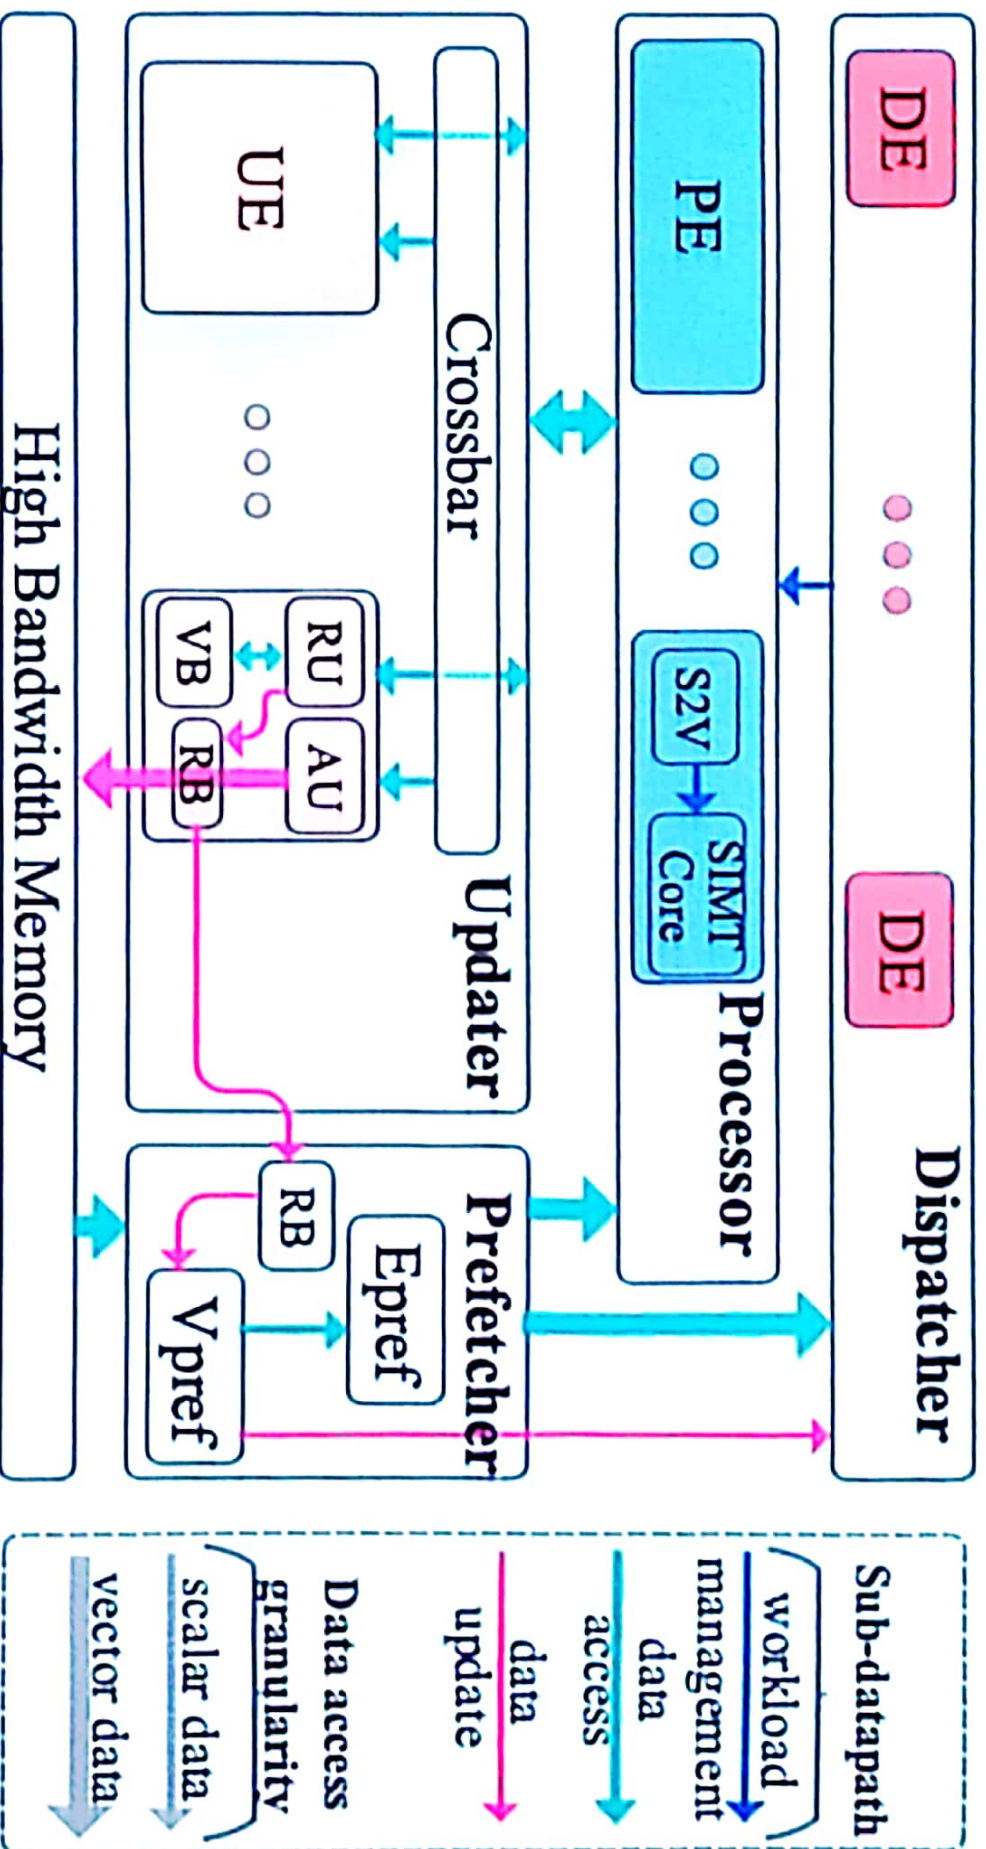 DE
DE
Dispatcher
PE
S2V
SIMT
Core
Processor
Crossbar
UE
RU
AU
VB
RB
Updater
Prefetcher
Epref
RB
Vpref
High Bandwidth Memory
Sub-datapath
workload
management
data
access
data
update
Data access
granularity
scalar data
vector data